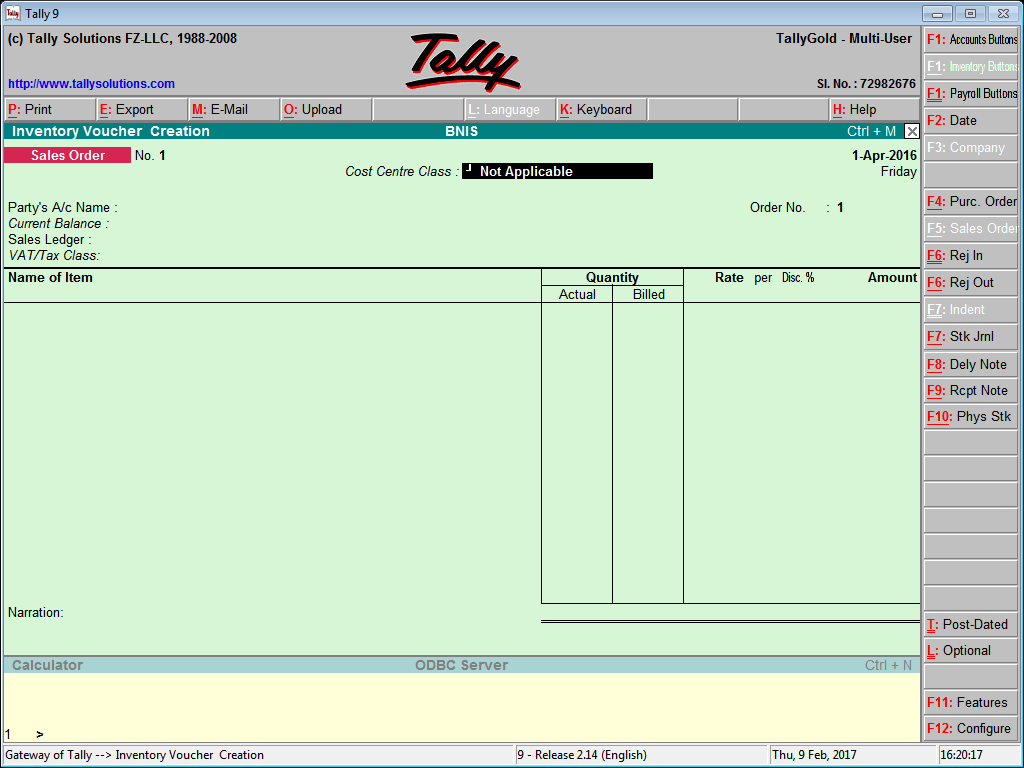 Tally 9
(c) Tally Solutions FZ-LLC, 1988-2008
Tally
TallyGold - Multi-User
http://www.tallysolutions.com
Sl. No. : 72982676
P: Print E: Export M: E-Mail O: Upload L: Language K: Keyboard H: Help
Inventory Voucher Creation BNIS Ctrl + M
Sales Order No. 1 1-Apr-2016
Cost Centre Class : Not Applicable Friday
Party's A/c Name : Order No. : 1
Current Balance :
Sales Ledger :
VAT/Tax Class:
Name of Item Quantity Rate per Disc. % Amount
Actual Billed
Narration:
Calculator ODBC Server Ctrl + N
1 >
F1: Accounts Buttons
F1: Inventory Buttons
F1: Payroll Buttons
F2: Date
F3: Company
F4: Purc. Order
F5: Sales Order
F6: Rej In
F6: Rej Out
F7: Indent
F7: Stk Jrnl
F8: Dely Note
F9: Rcpt Note
F10: Phys Stk
T: Post-Dated
L: Optional
F11: Features
F12: Configure
Gateway of Tally --> Inventory Voucher Creation 9 - Release 2.14 (English) Thu, 9 Feb, 2017 16:20:17